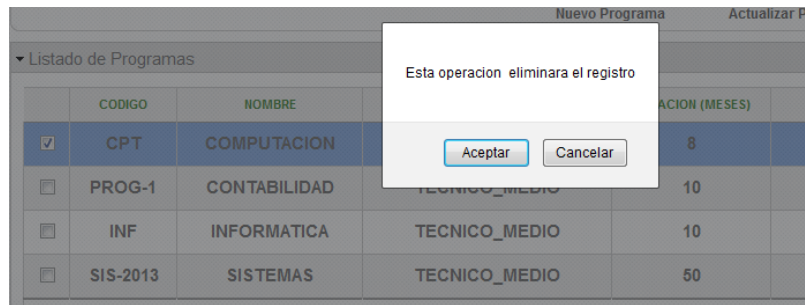 Nuevo Programa Actualizar P
Listado de Programas
Esta operacion eliminara el registro
Aceptar Cancelar
CODIGO NOMBRE ACION (MESES)
CPT COMPUTACION 8
PROG-1 CONTABILIDAD TECNICO_MEDIO 10
INF INFORMATICA TECNICO_MEDIO 10
SIS-2013 SISTEMAS TECNICO_MEDIO 50